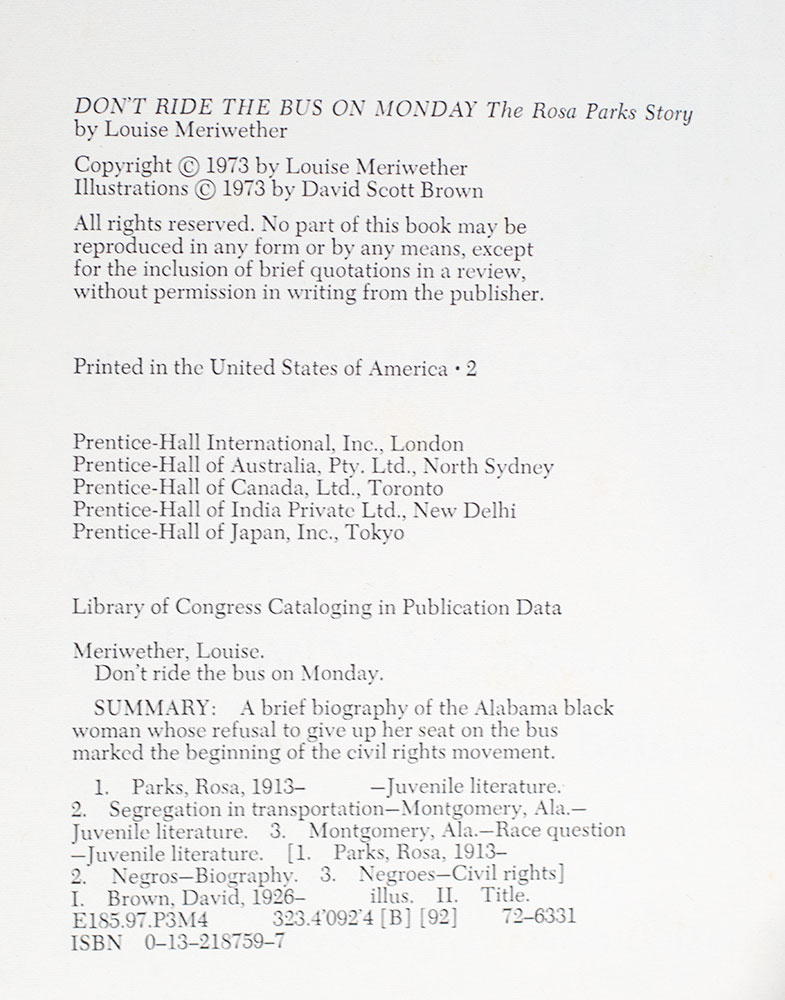 DON'T RIDE THE BUS ON MONDAY The Rosa Parks Story
by Louise Meriwether
Copyright © 1973 by Louise Meriwether
Illustrations © 1973 by David Scott Brown
All rights reserved. No part of this book may be
reproduced in any form or by any means, except
for the inclusion of brief quotations in a review,
without permission in writing from the publisher.
Printed in the United States of America • 2
Prentice-Hall International, Inc., London
Prentice-Hall of Australia, Pty. Ltd., North Sydney
Prentice-Hall of Canada, Ltd., Toronto
Prentice-Hall of India Private Ltd., New Delhi
Prentice-Hall of Japan, Inc., Tokyo
Library of Congress Cataloging in Publication Data
Meriwether, Louise.
Don't ride the bus on Monday.
SUMMARY: A brief biography of the Alabama black
woman whose refusal to give up her seat on the bus
marked the beginning of the civil rights movement.
1. Parks, Rosa, 1913– —Juvenile literature.
2. Segregation in transportation—Montgomery, Ala.—
Juvenile literature. 3. Montgomery, Ala.—Race question
—Juvenile literature. [1. Parks, Rosa, 1913–
2. Negros—Biography. 3. Negroes—Civil rights]
I. Brown, David, 1926– illus. II. Title.
E185.97.P3M4 323.4'092'4 [B] [92] 72–6331
ISBN 0–13–218759–7